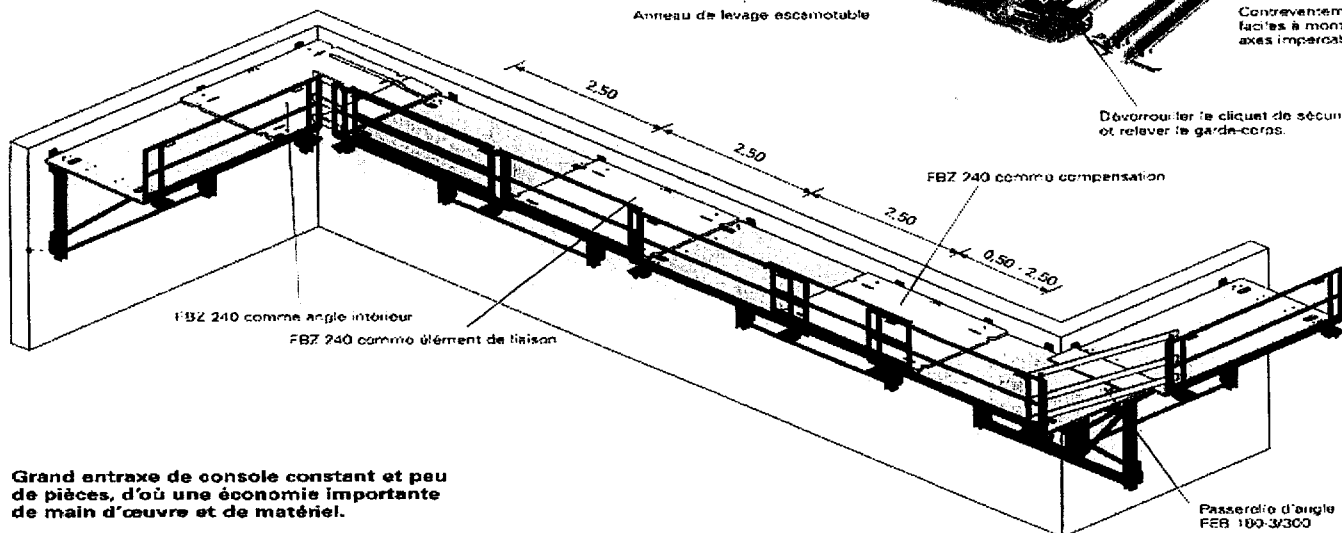 Anneau de levage escamotable
Contreventem
faciles à mont
axes
Déverrouiller le cliquet de sécur
et relever le garde-corps.
2,50
2,50
2,50
0,50 - 2,50
FBZ 240 comme compensation
FBZ 240 comme angle intérieur
FBZ 240 comme élément de liaison
Grand entraxe de console constant et peu
de pièces, d'où une économie importante
de main d'œuvre et de matériel.
Passerelle d'angle
FEB 180-3/300